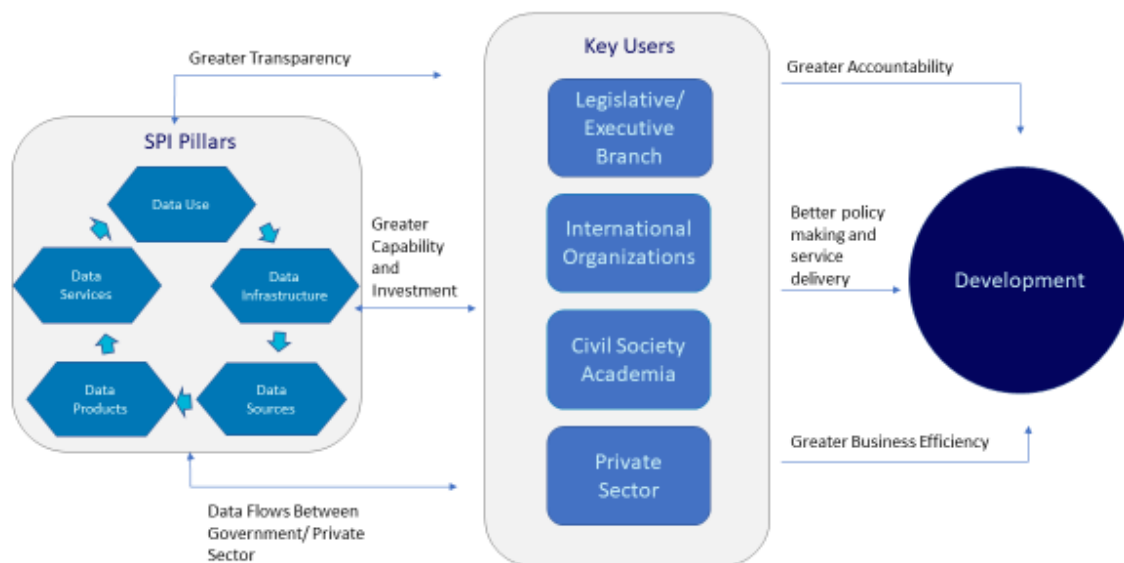 Greater Transparency
SPI Pillars
Data Use
Data
Services
Data
Infrastructure
Data
Products
Data
Sources
Greater
Capability
and
Investment
Data Flows Between
Government/ Private
Sector
Key Users
Legislative/
Executive
Branch
International
Organizations
Civil Society
Academia
Private
Sector
Greater Accountability
Better policy
making and
service
delivery
Greater Business Efficiency
Development